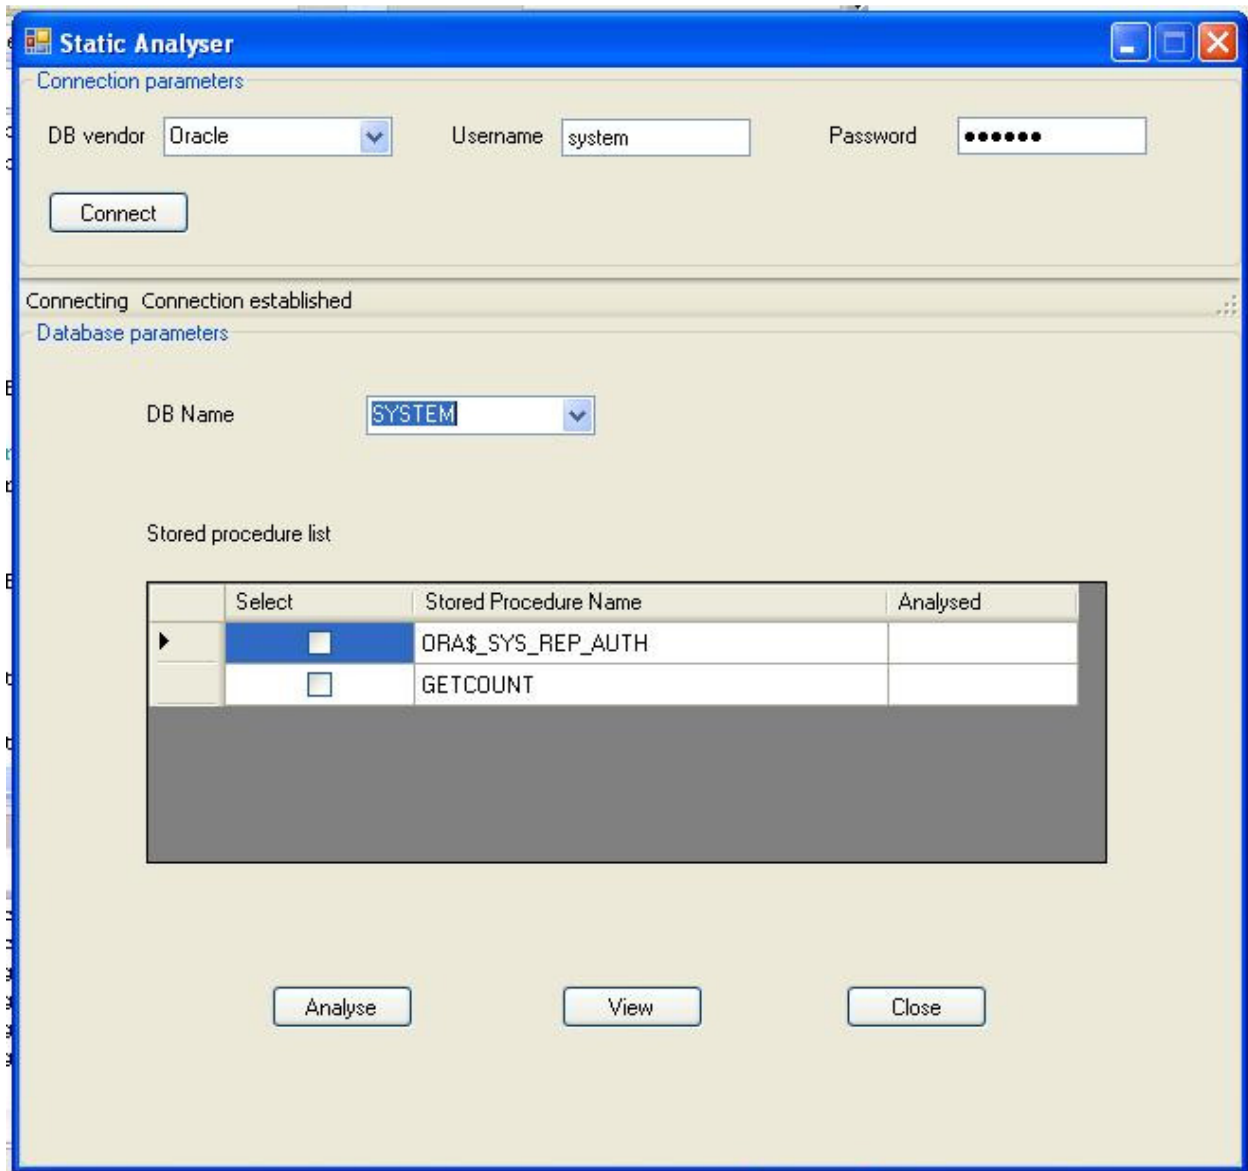 Static Analyser
Connection parameters
DB vendor Oracle Username system Password ●●●●●●
Connect
Connecting Connection established
Database parameters
DB Name SYSTEM
Stored procedure list
Select Stored Procedure Name Analysed
ORA$_SYS_REP_AUTH
GETCOUNT
Analyse View Close